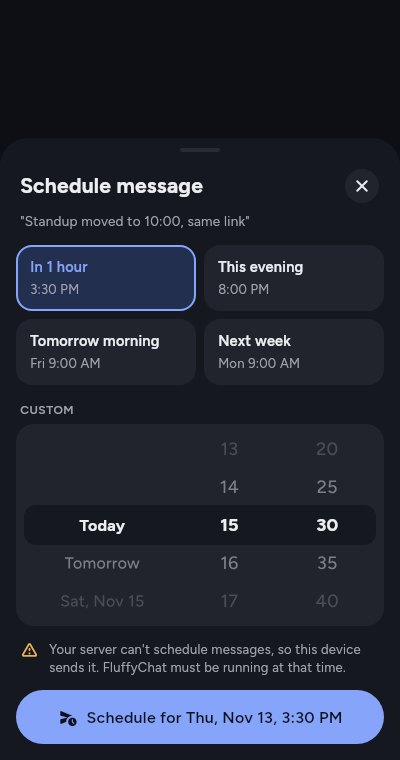 Schedule message
"Standup moved to 10:00, same link"
In 1 hour
3:30 PM
This evening
8:00 PM
Tomorrow morning
Fri 9:00 AM
Next week
Mon 9:00 AM
CUSTOM
13 20
14 25
Today 15 30
Tomorrow 16 35
Sat, Nov 15 17 40
Your server can't schedule messages, so this device
sends it. FluffyChat must be running at that time.
Schedule for Thu, Nov 13, 3:30 PM